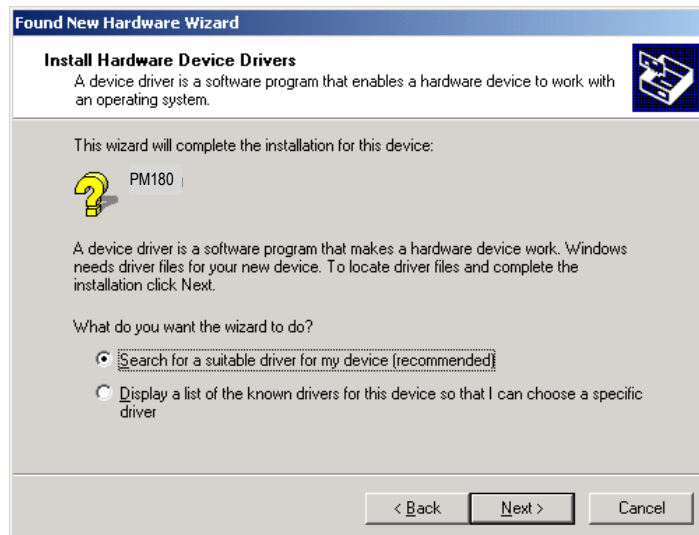 Found New Hardware Wizard
Install Hardware Device Drivers
A device driver is a software program that enables a hardware device to work with
an operating system.
This wizard will complete the installation for this device:
PM180
A device driver is a software program that makes a hardware device work. Windows
needs driver files for your new device. To locate driver files and complete the
installation click Next.
What do you want the wizard to do?
Search for a suitable driver for my device (recommended)
Display a list of the known drivers for this device so that I can choose a specific
driver
< Back Next > Cancel